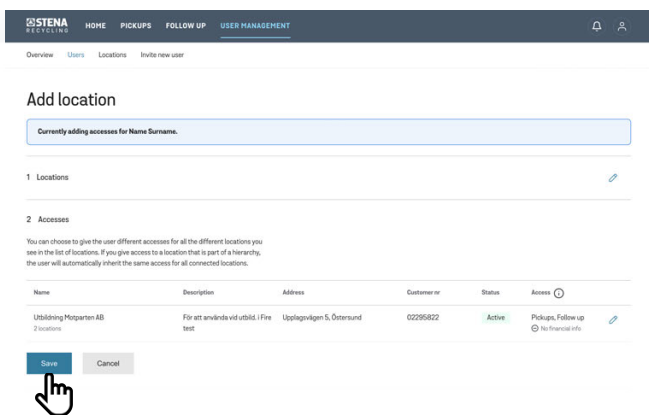 STENA
RECYCLING
HOME PICKUPS FOLLOW UP USER MANAGEMENT
Overview Users Locations Invite new user
Add location
Currently adding accesses for Name Surname.
1 Locations
2 Accesses
You can choose to give the user different accesses for all the different locations you
see in the list of locations. If you give access to a location that is part of a hierarchy,
the user will automatically inherit the same access for all connected locations.
Name Description Address Customer nr Status Access
Utbildning Motparten AB För att använda vid utbild. i Fire Upplagsvägen 5, Östersund 02295822 Active Pickups, Follow up
2 locations test No financial info
Save Cancel